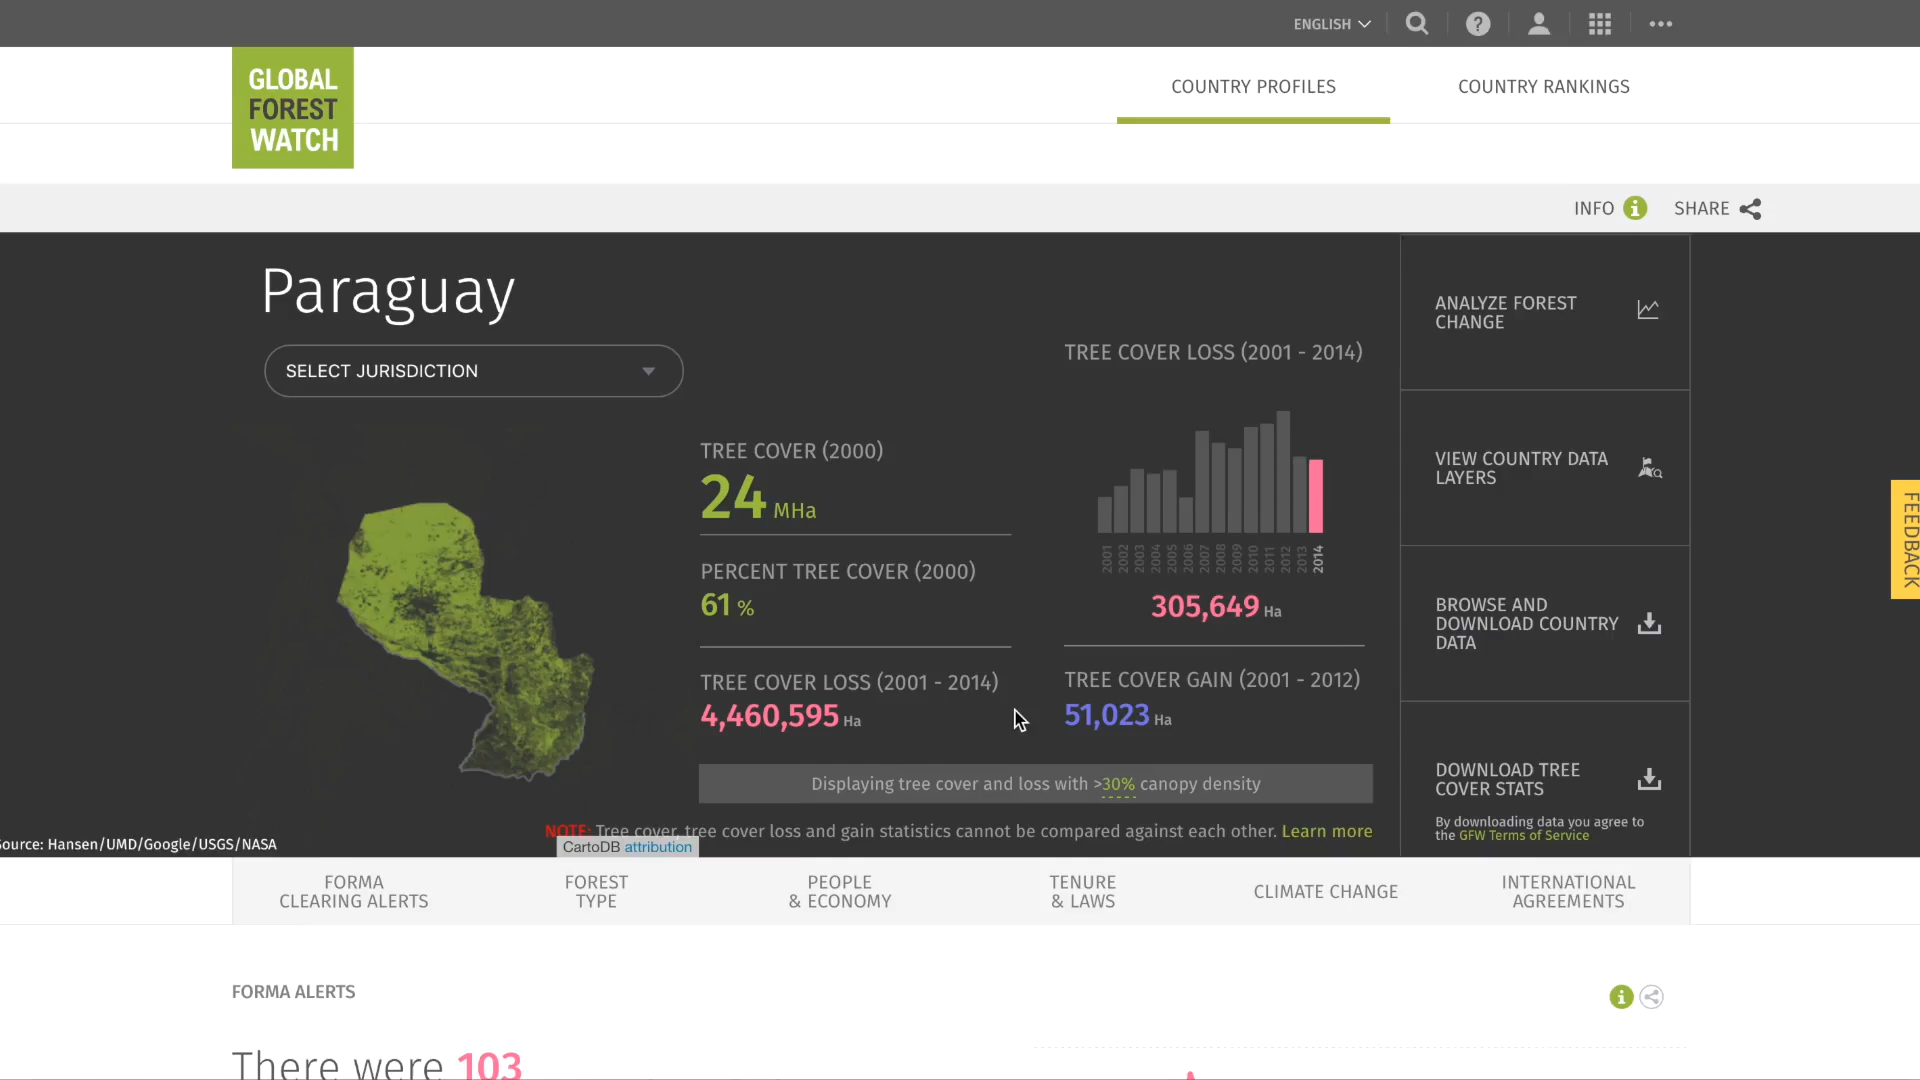 ENGLISH
GLOBAL
FOREST
WATCH
COUNTRY PROFILES
COUNTRY RANKINGS
INFO
SHARE
Paraguay
SELECT JURISDICTION
TREE COVER (2000)
24 MHa
PERCENT TREE COVER (2000)
61 %
TREE COVER LOSS (2001 - 2014)
4,460,595 Ha
TREE COVER LOSS (2001 - 2014)
2001 2002 2003 2004 2005 2006 2007 2008 2009 2010 2011 2012 2013 2014
305,649 Ha
TREE COVER GAIN (2001 - 2012)
51,023 Ha
Displaying tree cover and loss with >30% canopy density
NOTE: Tree cover, tree cover loss and gain statistics cannot be compared against each other. Learn more
CartoDB attribution
ource: Hansen/UMD/Google/USGS/NASA
ANALYZE FOREST
CHANGE
VIEW COUNTRY DATA
LAYERS
BROWSE AND
DOWNLOAD COUNTRY
DATA
DOWNLOAD TREE
COVER STATS
By downloading data you agree to
the GFW Terms of Service
FEEDBACK
FORMA
CLEARING ALERTS
FOREST
TYPE
PEOPLE
& ECONOMY
TENURE
& LAWS
CLIMATE CHANGE
INTERNATIONAL
AGREEMENTS
FORMA ALERTS
There were 103